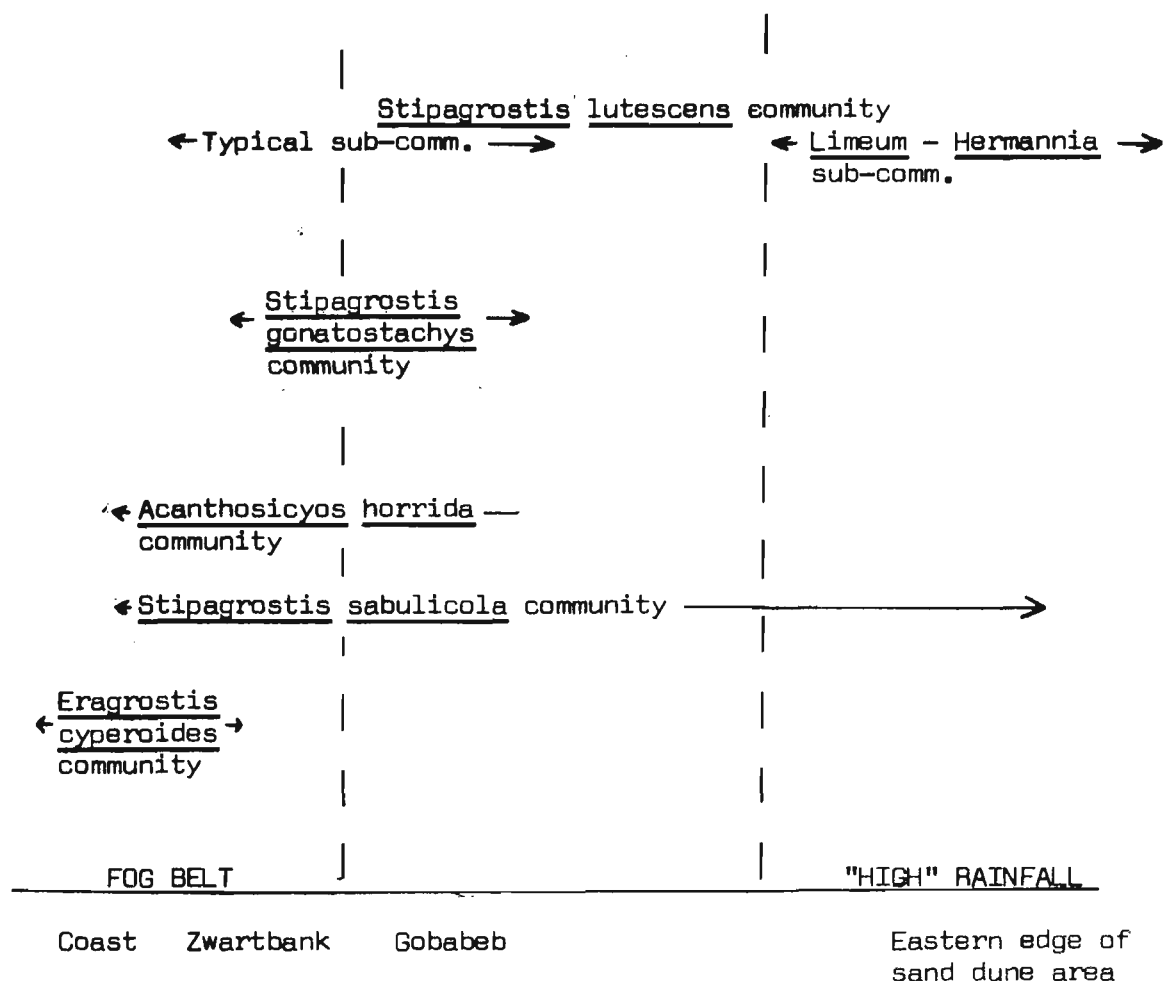 Stipagrostis lutescens community
Typical sub-comm.
Limeum - Hermannia
sub-comm.
Stipagrostis
gonatostachys
community
Acanthosicyos horrida
community
Stipagrostis sabulicola community
Eragrostis
cyperoides
community
FOG BELT
"HIGH" RAINFALL
Coast Zwartbank Gobabeb
Eastern edge of
sand dune area